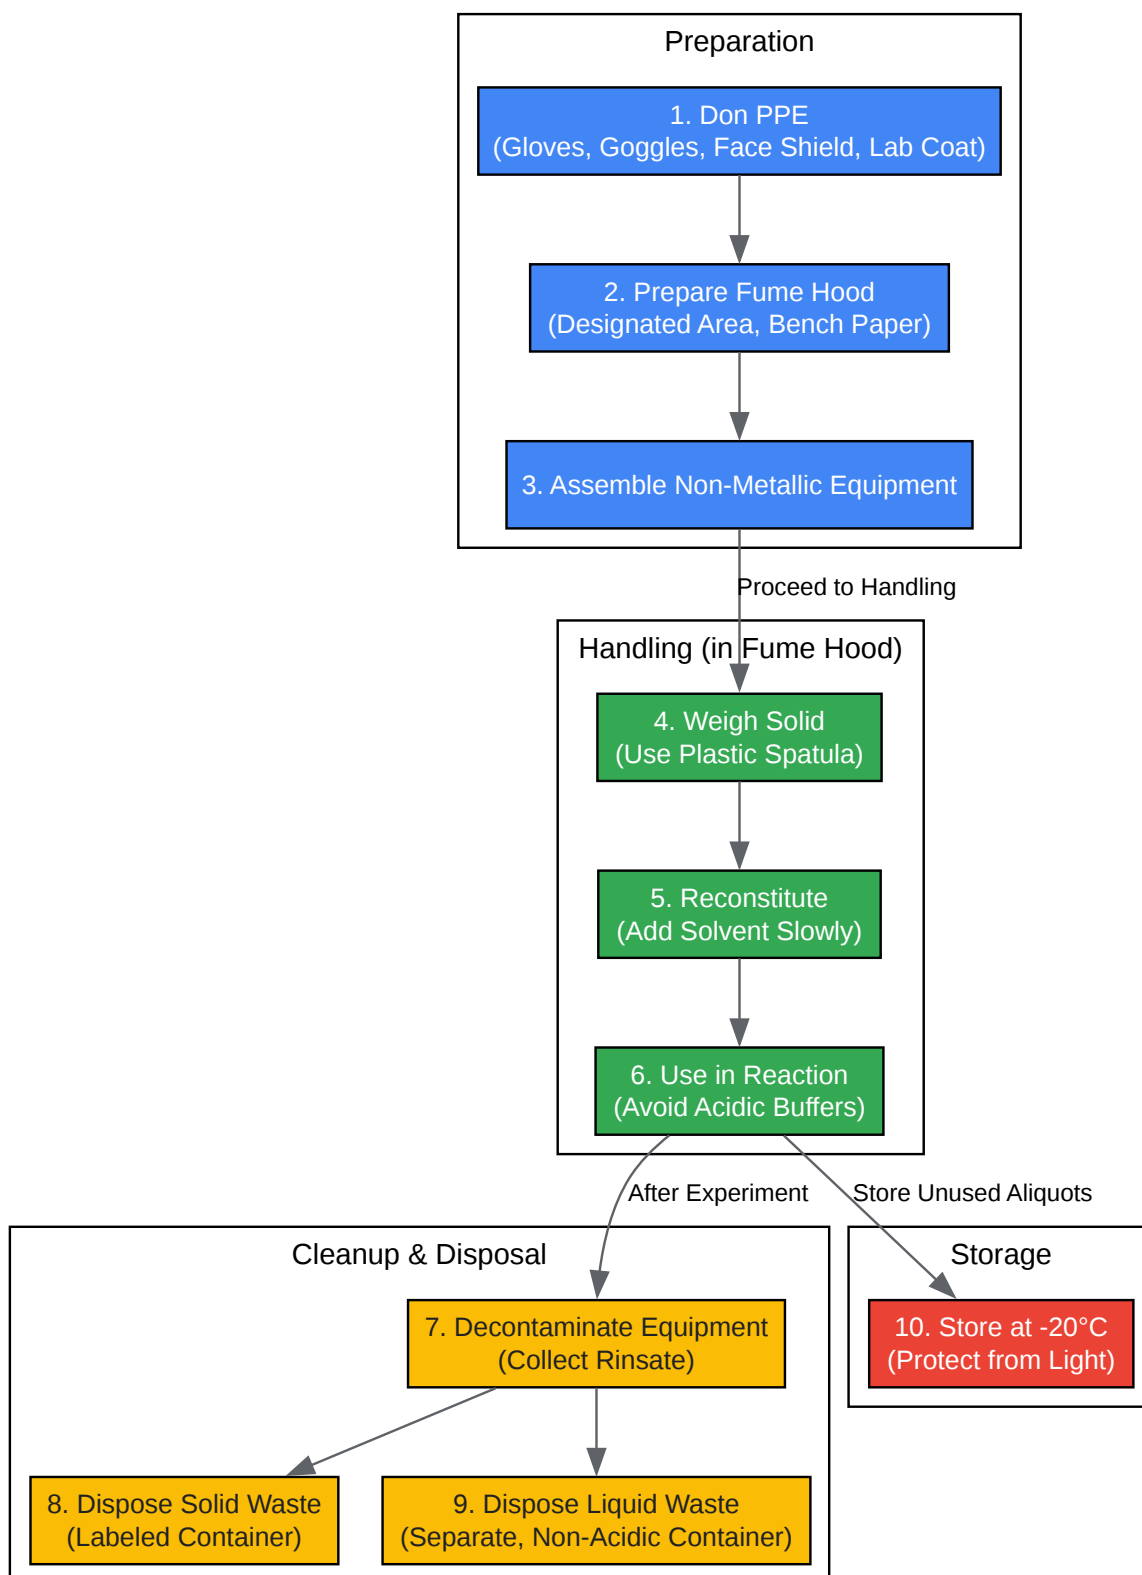 Preparation
1. Don PPE
(Gloves, Goggles, Face Shield, Lab Coat)
2. Prepare Fume Hood
(Designated Area, Bench Paper)
3. Assemble Non-Metallic Equipment
Proceed to Handling
Handling (in Fume Hood)
4. Weigh Solid
(Use Plastic Spatula)
5. Reconstitute
(Add Solvent Slowly)
6. Use in Reaction
(Avoid Acidic Buffers)
After Experiment
Store Unused Aliquots
Cleanup & Disposal
7. Decontaminate Equipment
(Collect Rinsate)
8. Dispose Solid Waste
(Labeled Container)
9. Dispose Liquid Waste
(Separate, Non-Acidic Container)
Storage
10. Store at -20°C
(Protect from Light)